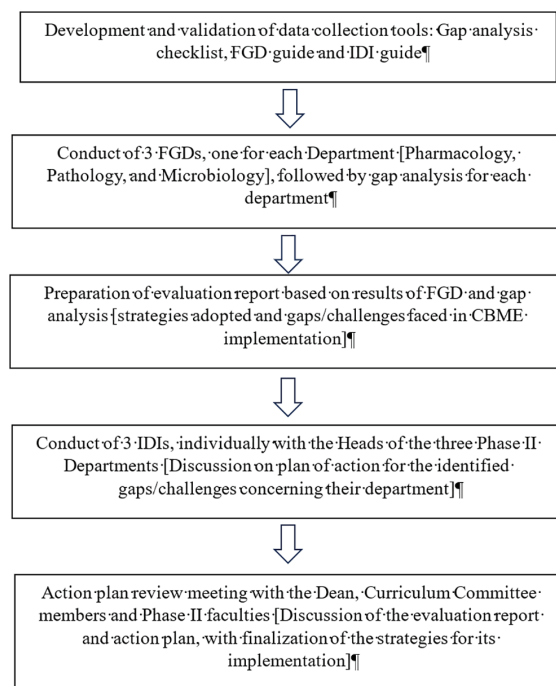 Development and validation of data collection tools: Gap analysis
checklist, FGD guide and IDI guide¶
Conduct of 3 FGDs, one for each Department [Pharmacology,
Pathology, and Microbiology], followed by gap analysis for each
department¶
Preparation of evaluation report based on results of FGD and gap
analysis [strategies adopted and gaps/challenges faced in CBME
implementation]¶
Conduct of 3 IDIs, individually with the Heads of the three Phase II
Departments [Discussion on plan of action for the identified
gaps/challenges concerning their department]¶
Action plan review meeting with the Dean, Curriculum Committee
members and Phase II faculties [Discussion of the evaluation report
and action plan, with finalization of the strategies for its
implementation]¶